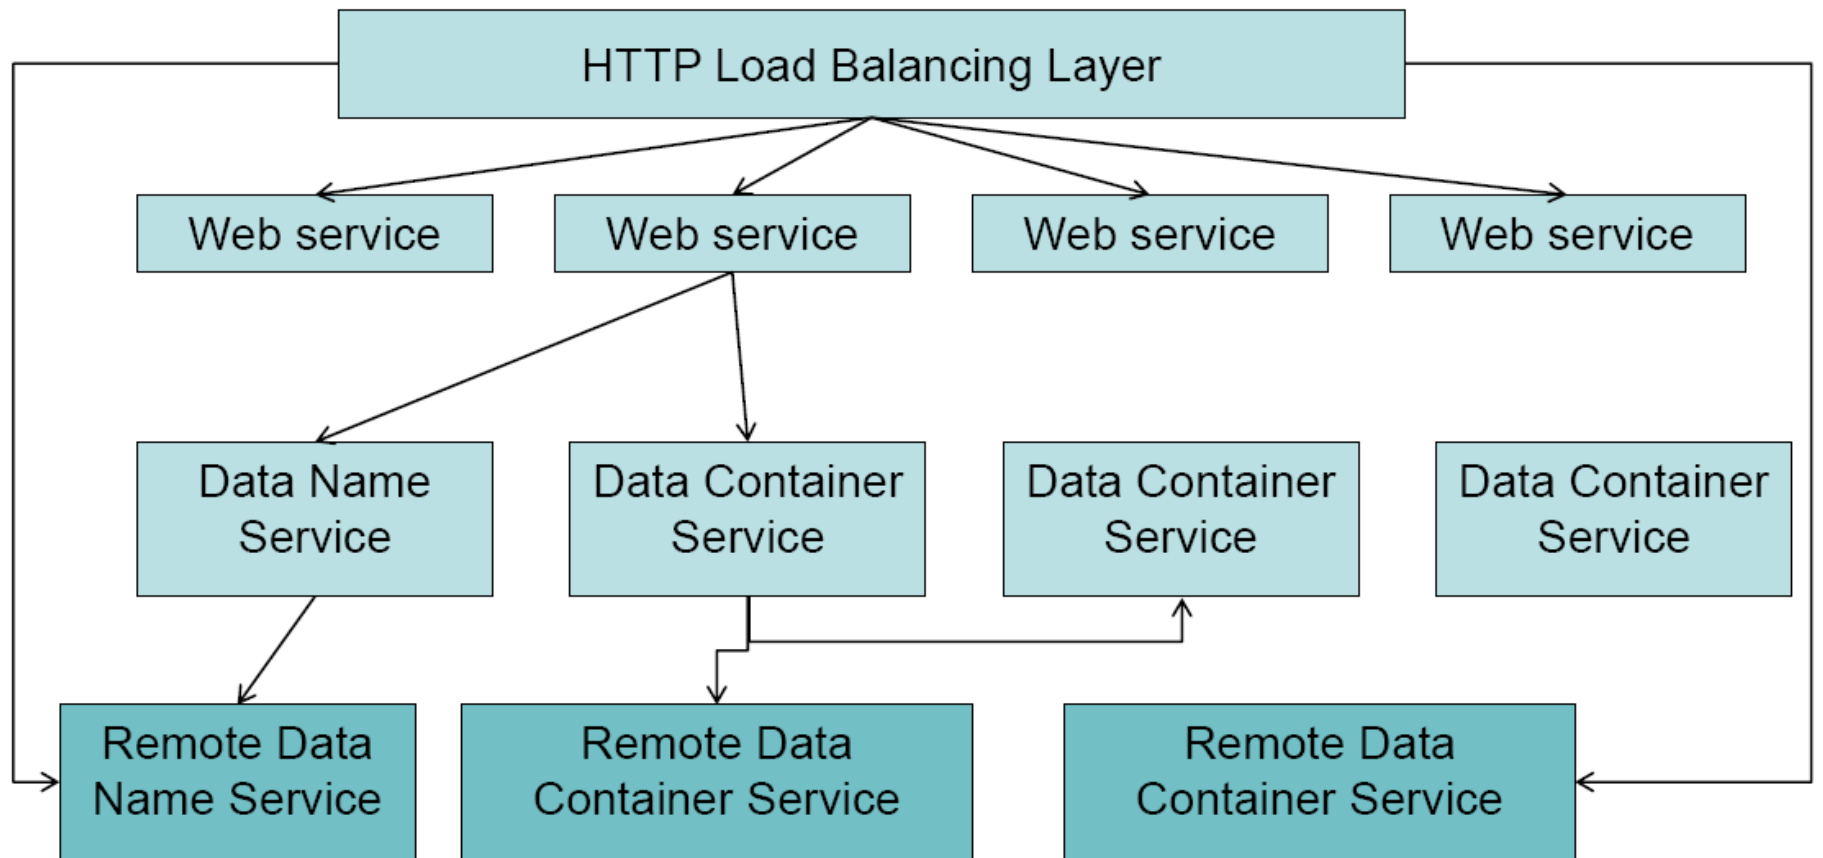 HTTP Load Balancing Layer
Web service
Web service
Web service
Web service
Data Name
Service
Data Container
Service
Data Container
Service
Data Container
Service
Remote Data
Name Service
Remote Data
Container Service
Remote Data
Container Service